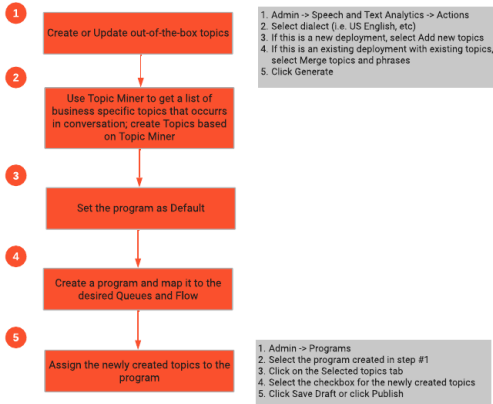 1
Create or Update out-of-the-box topics
1. Admin -> Speech and Text Analytics -> Actions
2. Select dialect (i.e. US English, etc)
3. If this is a new deployment, select Add new topics
4. If this is an existing deployment with existing topics,
select Merge topics and phrases
5. Click Generate
2
Use Topic Miner to get a list of
business specific topics that occurrs
in conversation; create Topics based
on Topic Miner
3
Set the program as Default
4
Create a program and map it to the
desired Queues and Flow
5
Assign the newly created topics to the
program
1. Admin -> Programs
2. Select the program created in step #1
3. Click on the Selected topics tab
4. Select the checkbox for the newly created topics
5. Click Save Draft or click Publish